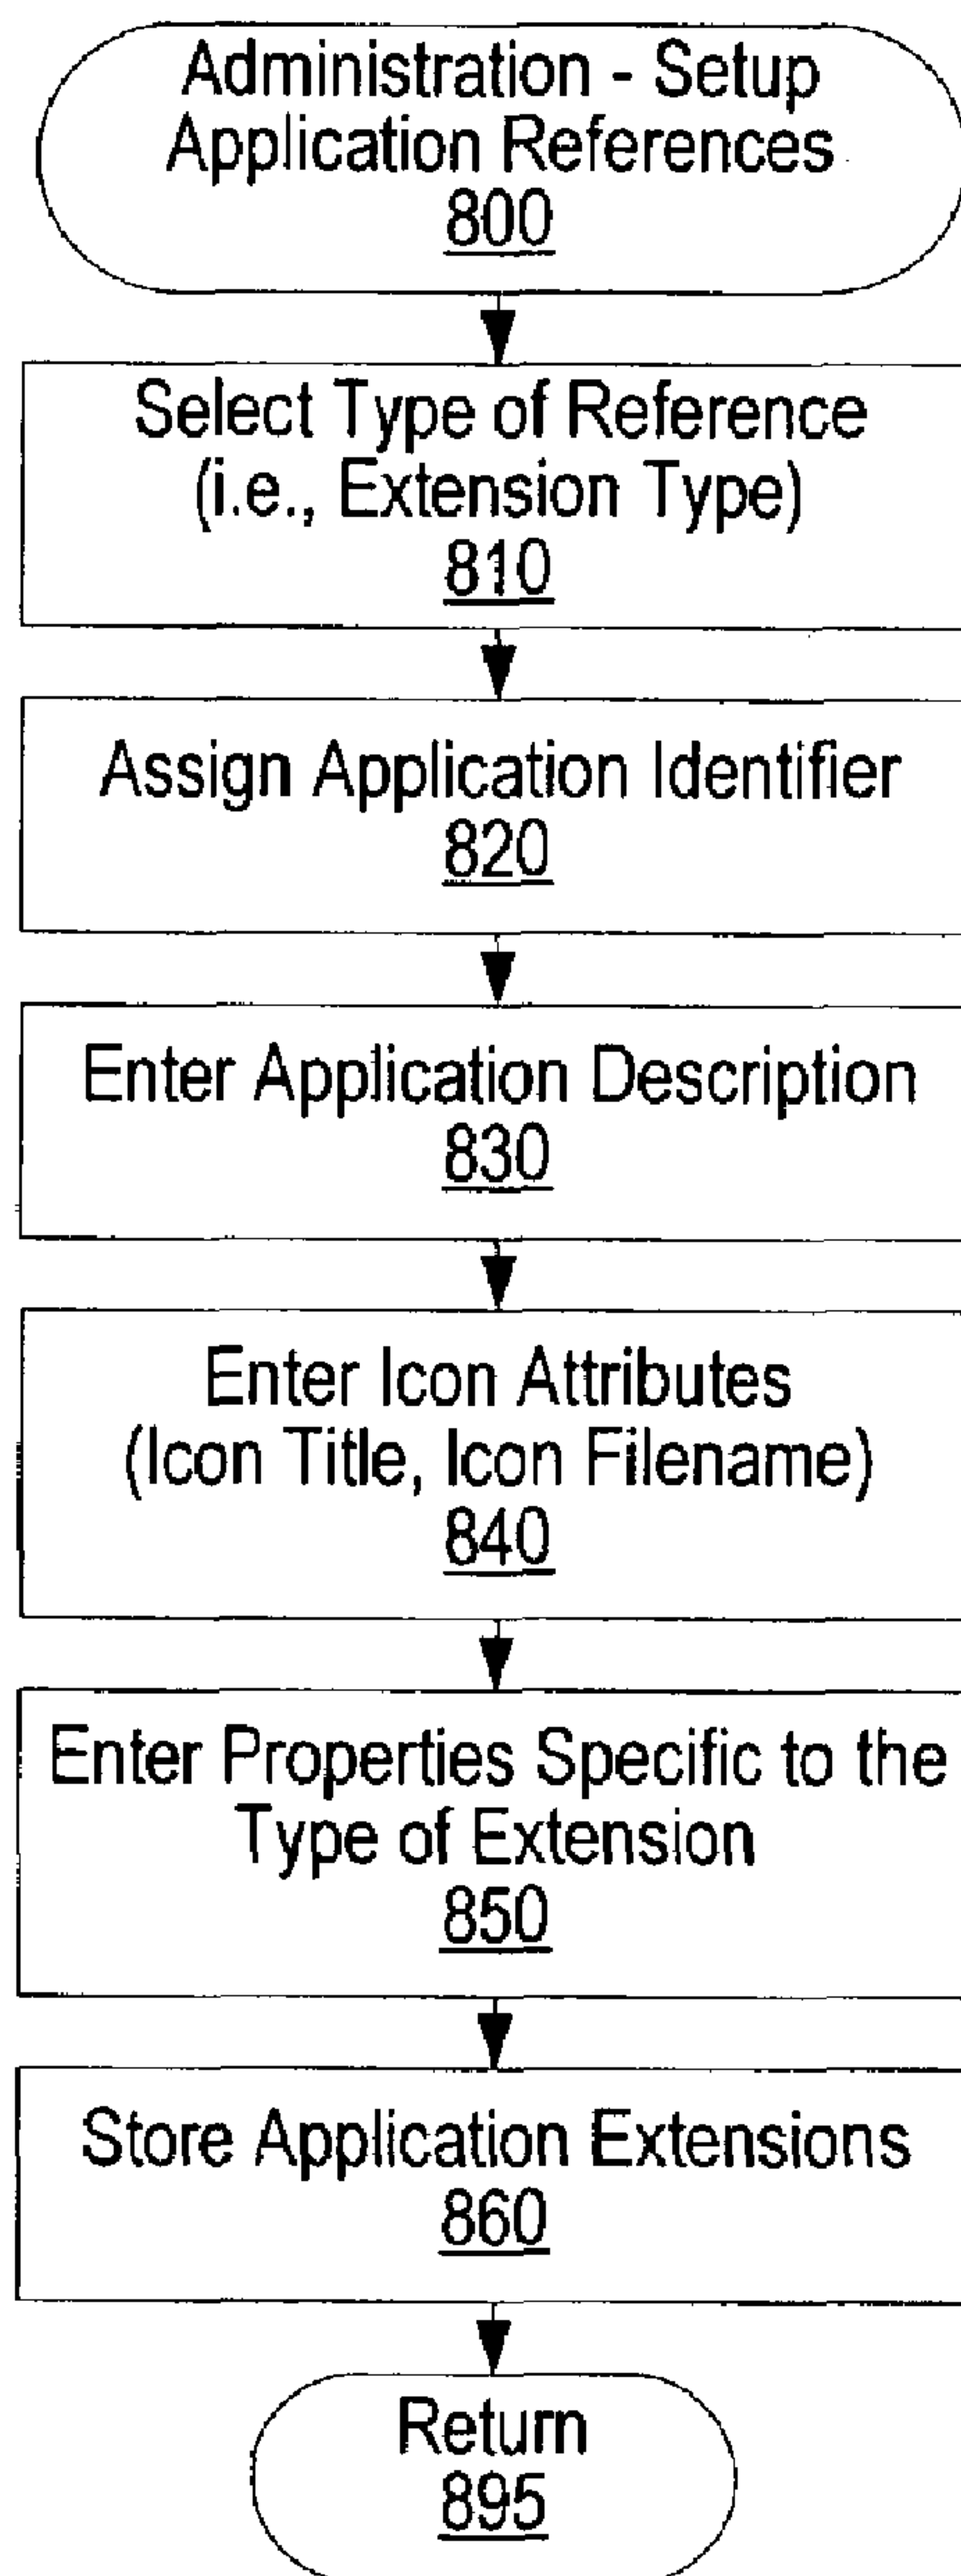 Administration - Setup
Application References
800
Select Type of Reference
(i.e., Extension Type)
810
Assign Application Identifier
820
Enter Application Description
830
Enter Icon Attributes
(Icon Title, Icon Filename)
840
Enter Properties Specific to the
Type of Extension
850
Store Application Extensions
860
Return
895